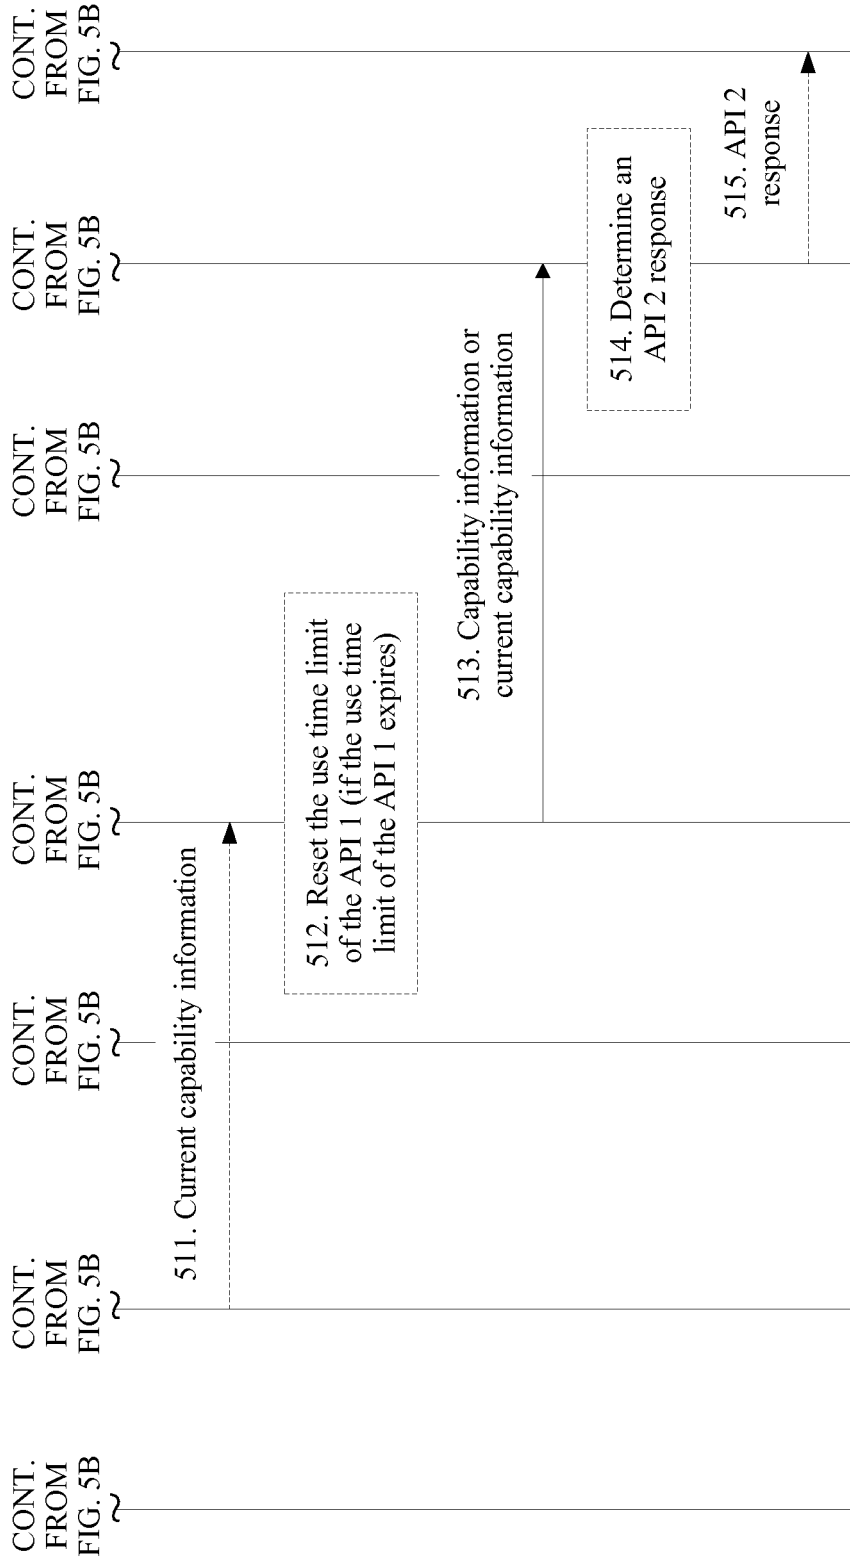 CONT.
FROM
FIG. 5B
CONT.
FROM
FIG. 5B
CONT.
FROM
FIG. 5B
CONT.
FROM
FIG. 5B
CONT.
FROM
FIG. 5B
CONT.
FROM
FIG. 5B
CONT.
FROM
FIG. 5B
511. Current capability information
512. Reset the use time limit
of the API 1 (if the use time
limit of the API 1 expires)
513. Capability information or
current capability information
514. Determine an
API 2 response
515. API 2
response